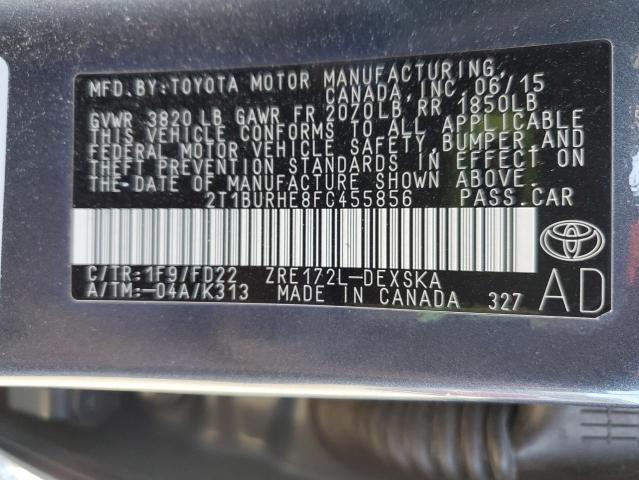 MFD.BY:TOYOTA MOTOR MANUFACTURING,
CANADA, INC. 06/15
GVWR 3820 LB GAWR FR 2070LB, RR 1850LB
THIS VEHICLE CONFORMS TO ALL APPLICABLE
FEDERAL MOTOR VEHICLE SAFETY, BUMPER, AND
THEFT PREVENTION STANDARDS IN EFFECT ON
THE-DATE OF MANUFACTURE SHOWN ABOVE.
2T1BURHE8FC455856 PASS.CAR
C/TR:1F9/FD22 ZRE172L-DEXSKA
A/TM:-04A/K313 MADE IN CANADA 327
AD